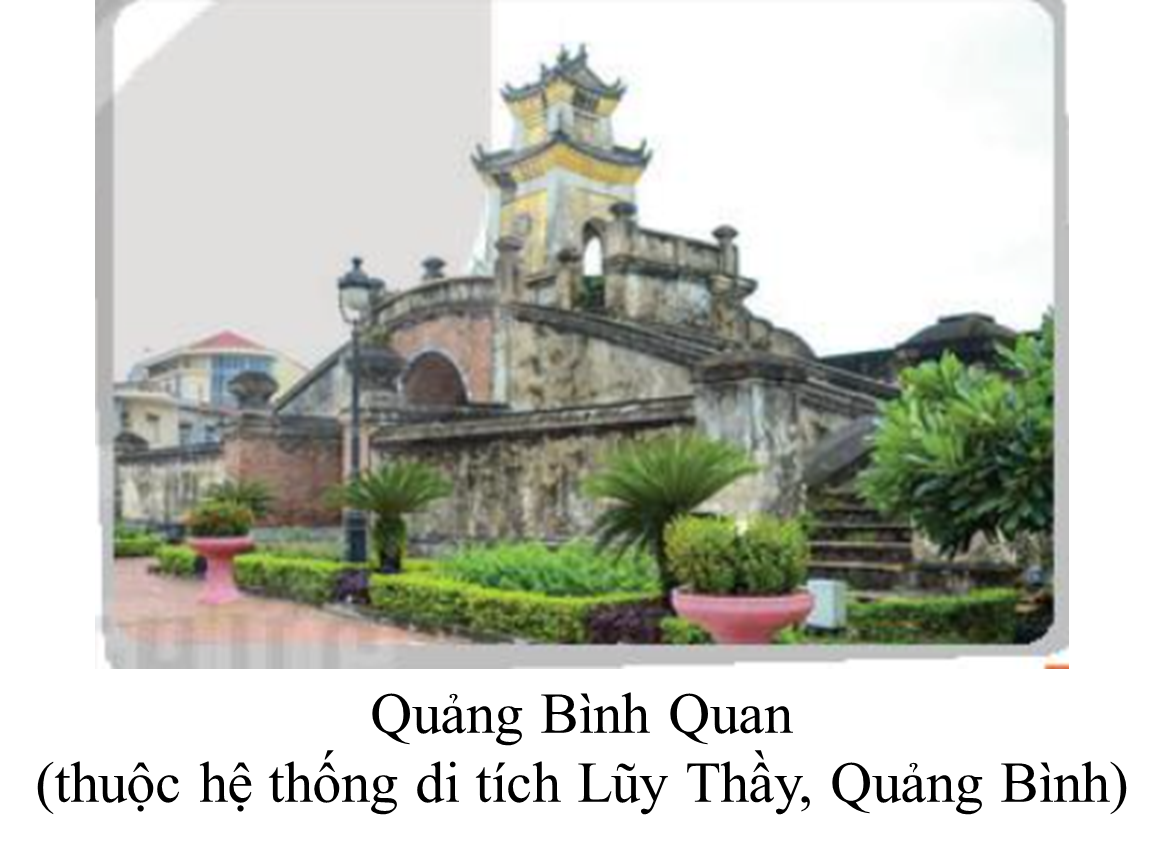 Quảng Bình Quan
(thuộc hệ thống di tích Lũy Thầy, Quảng Bình)